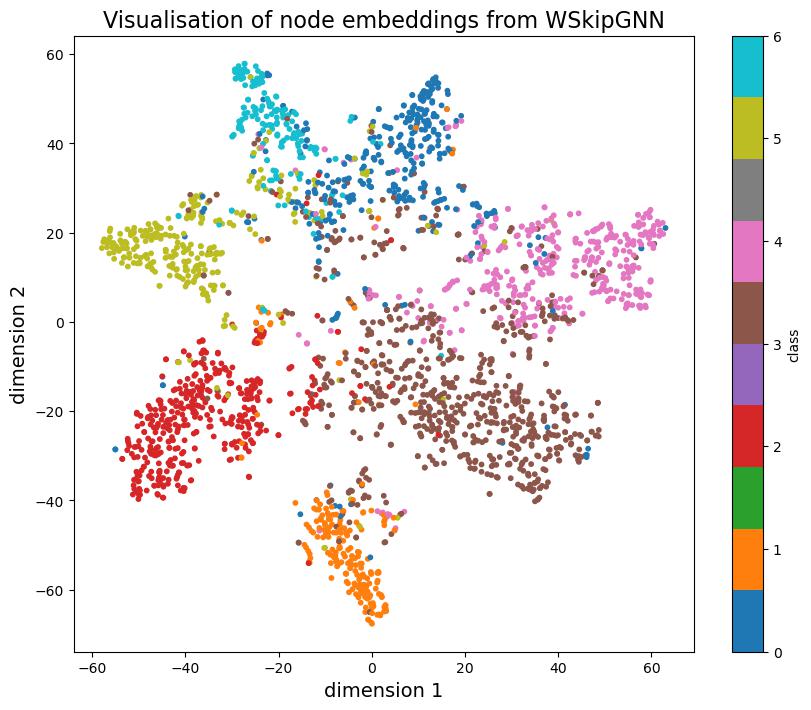 Visualisation of node embeddings from WSkipGNN
60
40
20
0
−20
−40
−60
dimension 2
−60 −40 −20 0 20 40 60
dimension 1
6
5
4
3
2
1
0
class